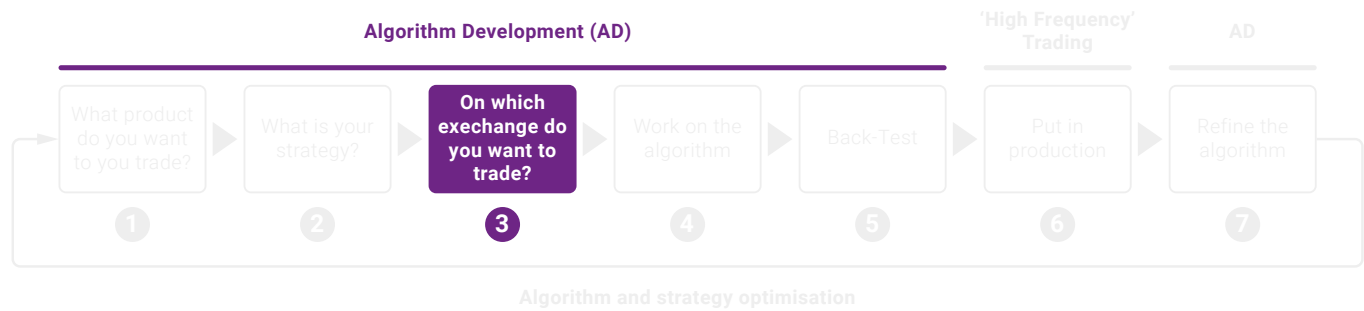 Algorithm Development (AD)
‘High Frequency’
Trading
AD
What product
do you want
to you trade?
What is your
strategy?
On which
exechange do
you want to
trade?
Work on the
algorithm
Back-Test
Put in
production
Refine the
algorithm
1
2
3
4
5
6
7
Algorithm and strategy optimisation